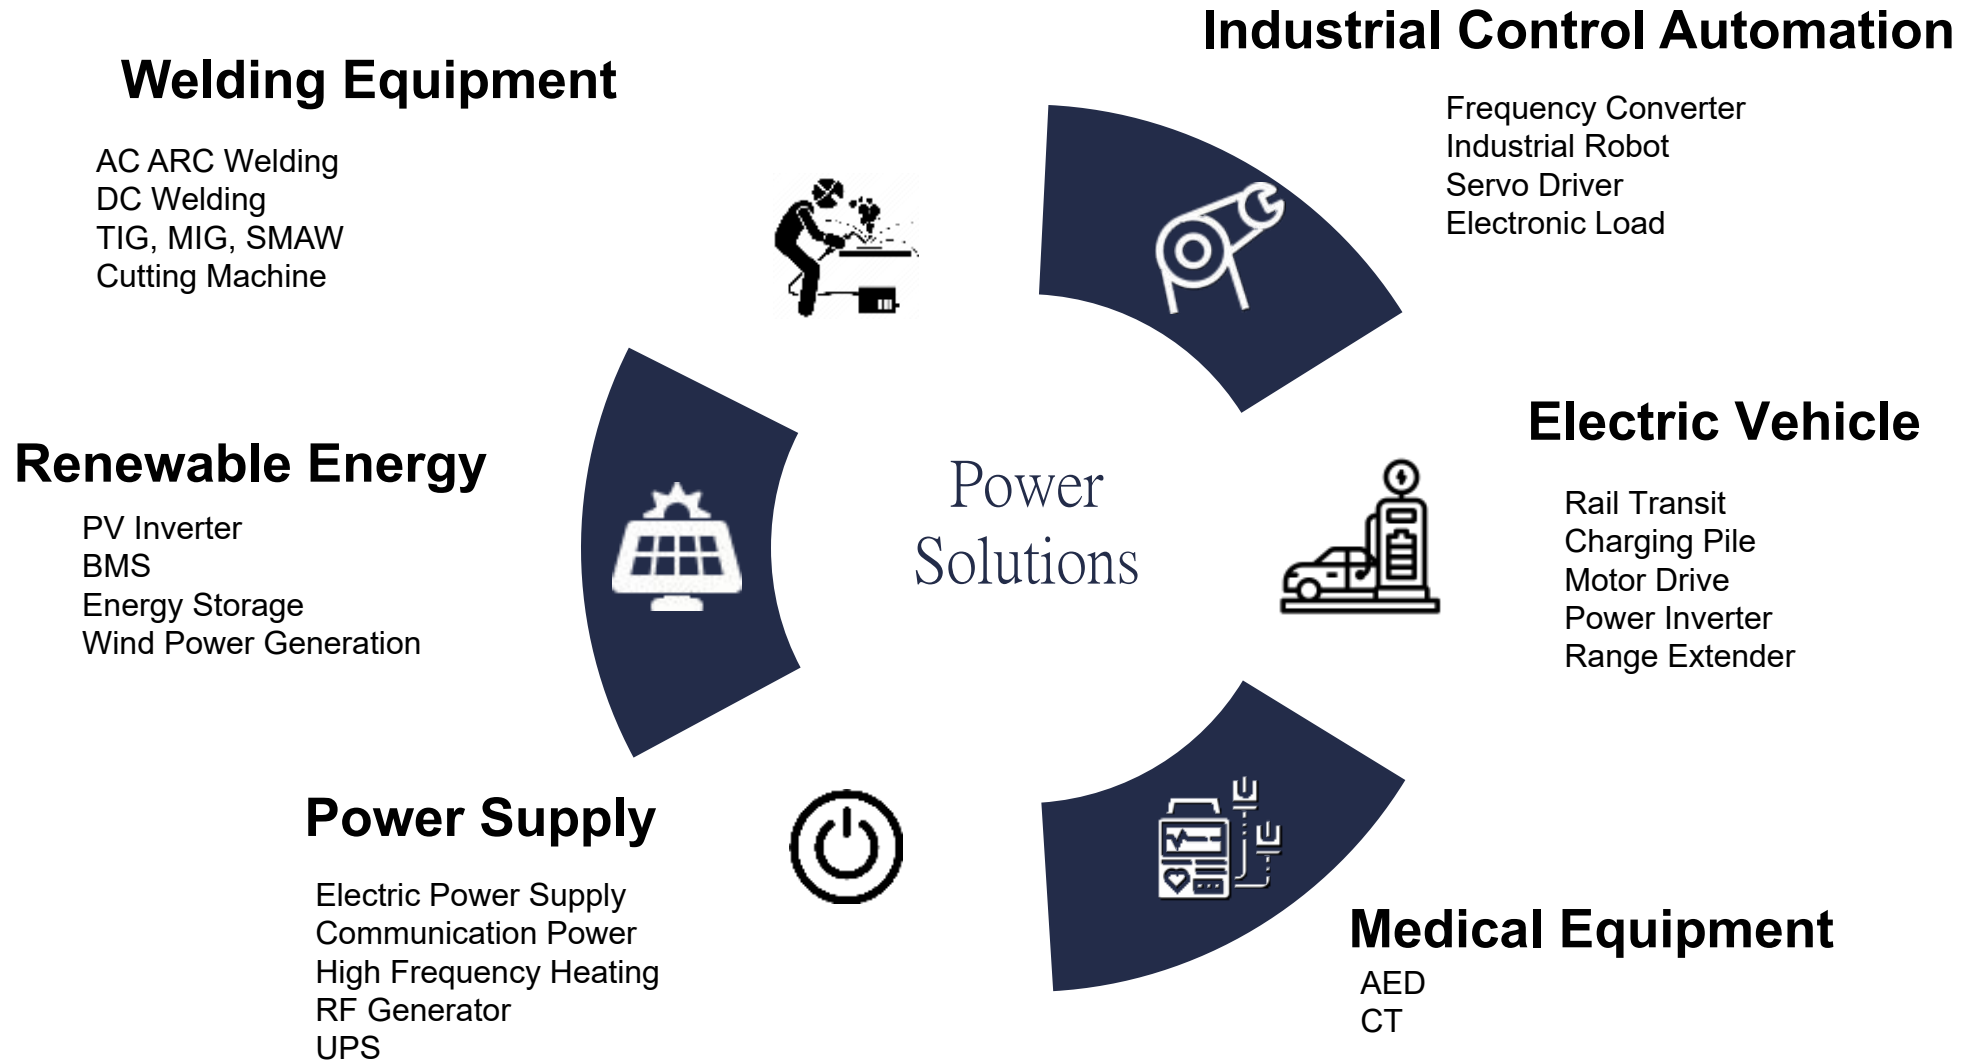 Industrial Control Automation
Frequency Converter
Industrial Robot
Servo Driver
Electronic Load
Welding Equipment
AC ARC Welding
DC Welding
TIG, MIG, SMAW
Cutting Machine
Electric Vehicle
Rail Transit
Charging Pile
Motor Drive
Power Inverter
Range Extender
Renewable Energy
PV Inverter
BMS
Energy Storage
Wind Power Generation
Power
Solutions
Power Supply
Electric Power Supply
Communication Power
High Frequency Heating
RF Generator
UPS
Medical Equipment
AED
CT